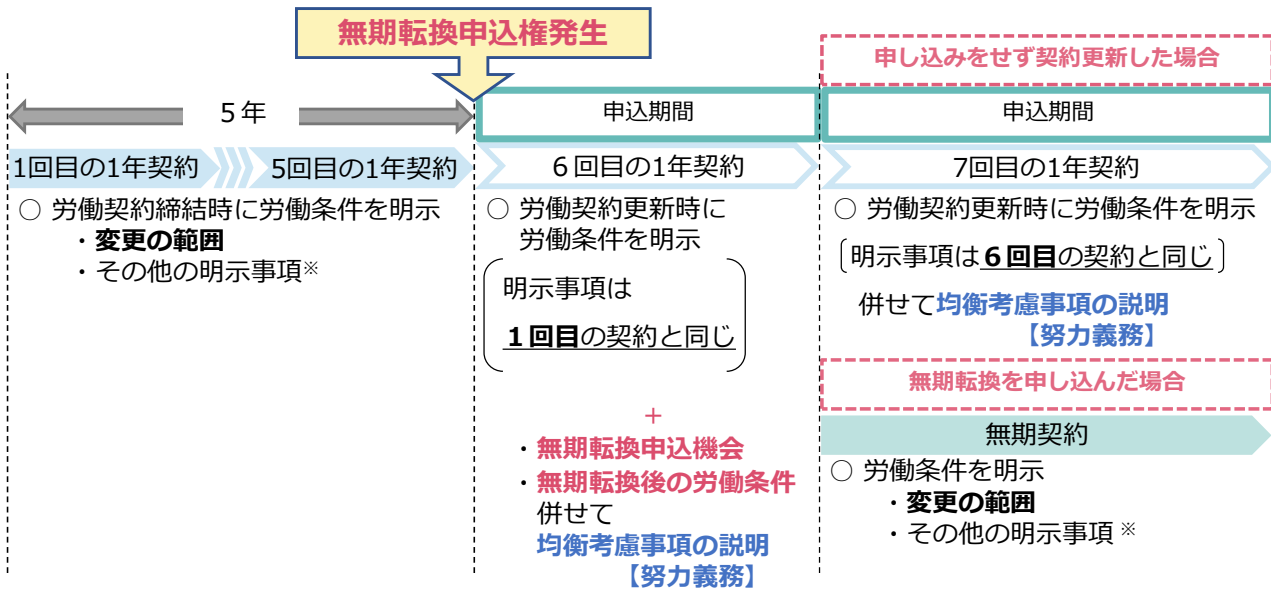 無期転換申込権発生
申し込みをせず契約更新した場合
5年
申込期間
申込期間
1回目の1年契約
5回目の1年契約
6回目の1年契約
7回目の1年契約
○ 労働契約締結時に労働条件を明示
・変更の範囲
・その他の明示事項※
○ 労働契約更新時に
労働条件を明示
明示事項は
1回目の契約と同じ
+
・無期転換申込機会
・無期転換後の労働条件
併せて
均衡考慮事項の説明
【努力義務】
○ 労働契約更新時に労働条件を明示
〔明示事項は6回目の契約と同じ〕
併せて均衡考慮事項の説明
【努力義務】
無期転換を申し込んだ場合
無期契約
○ 労働条件を明示
・変更の範囲
・その他の明示事項※